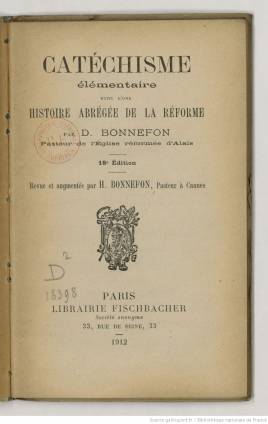 CATÉCHISME
élémentaire
SUIVI D'UNE
HISTOIRE ABRÉGÉE DE LA RÉFORME
PAR D. BONNEFON
Pasteur de l'Église réformée d'Alais
18e Édition
Revue et augmentée par H. BONNEFON, Pasteur à Cannes
D2
18398
PARIS
LIBRAIRIE FISCHBACHER
Société anonyme
33, RUE DE SEINE, 33
1912
Source gallica.bnf.fr / Bibliothèque nationale de France